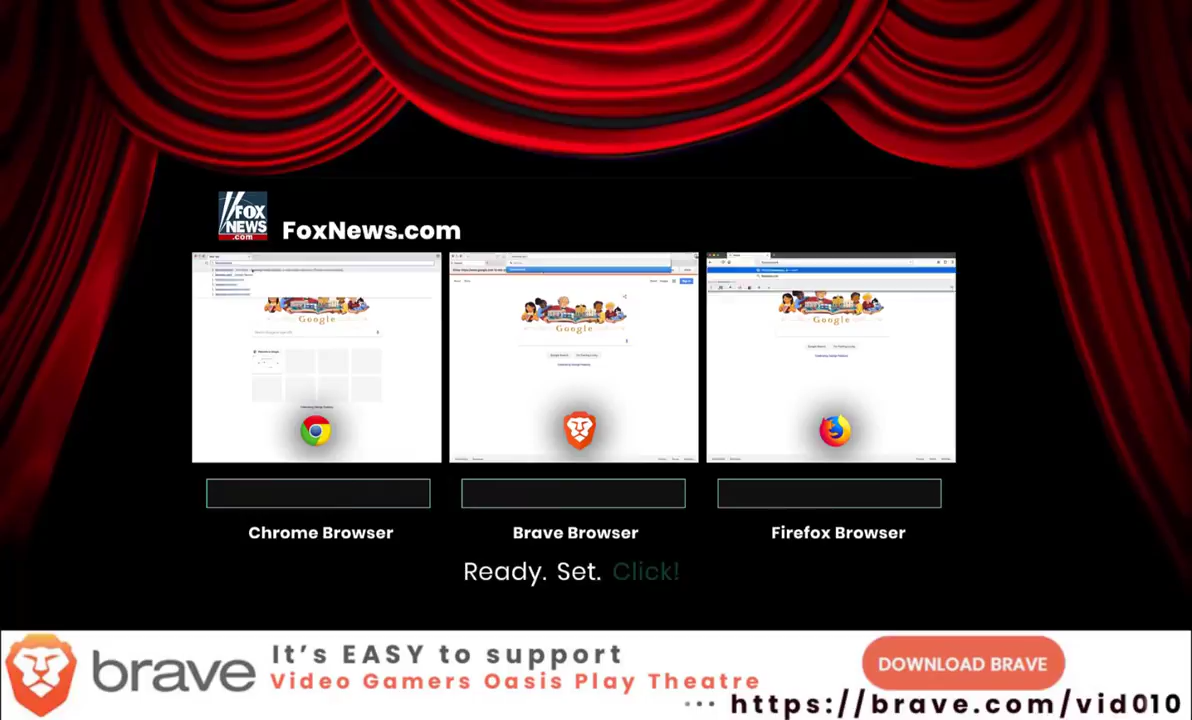 FOX
NEWS
.com
FoxNews.com
Google
Google
Google
Chrome Browser
Brave Browser
Firefox Browser
Ready. Set. Click!
brave
It's EASY to support
Video Gamers Oasis Play Theatre
DOWNLOAD BRAVE
••• https://brave.com/vid010